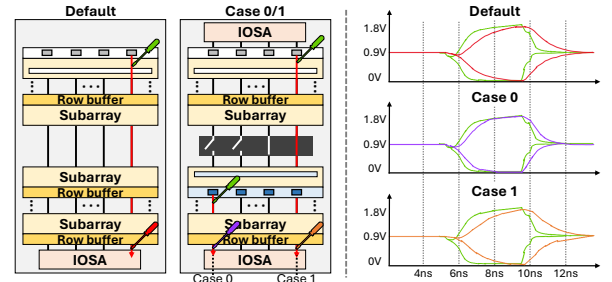 Default
Case 0/1
IOSA
Row buffer
Subarray
Row buffer
Subarray
Subarray
Row buffer
Subarray
Row buffer
IOSA
Subarray
Row buffer
IOSA
Case 0
Case 1
Default
1.8V
0.9V
0V
Case 0
1.8V
0.9V
0V
Case 1
1.8V
0.9V
0V
4ns
6ns
8ns
10ns
12ns